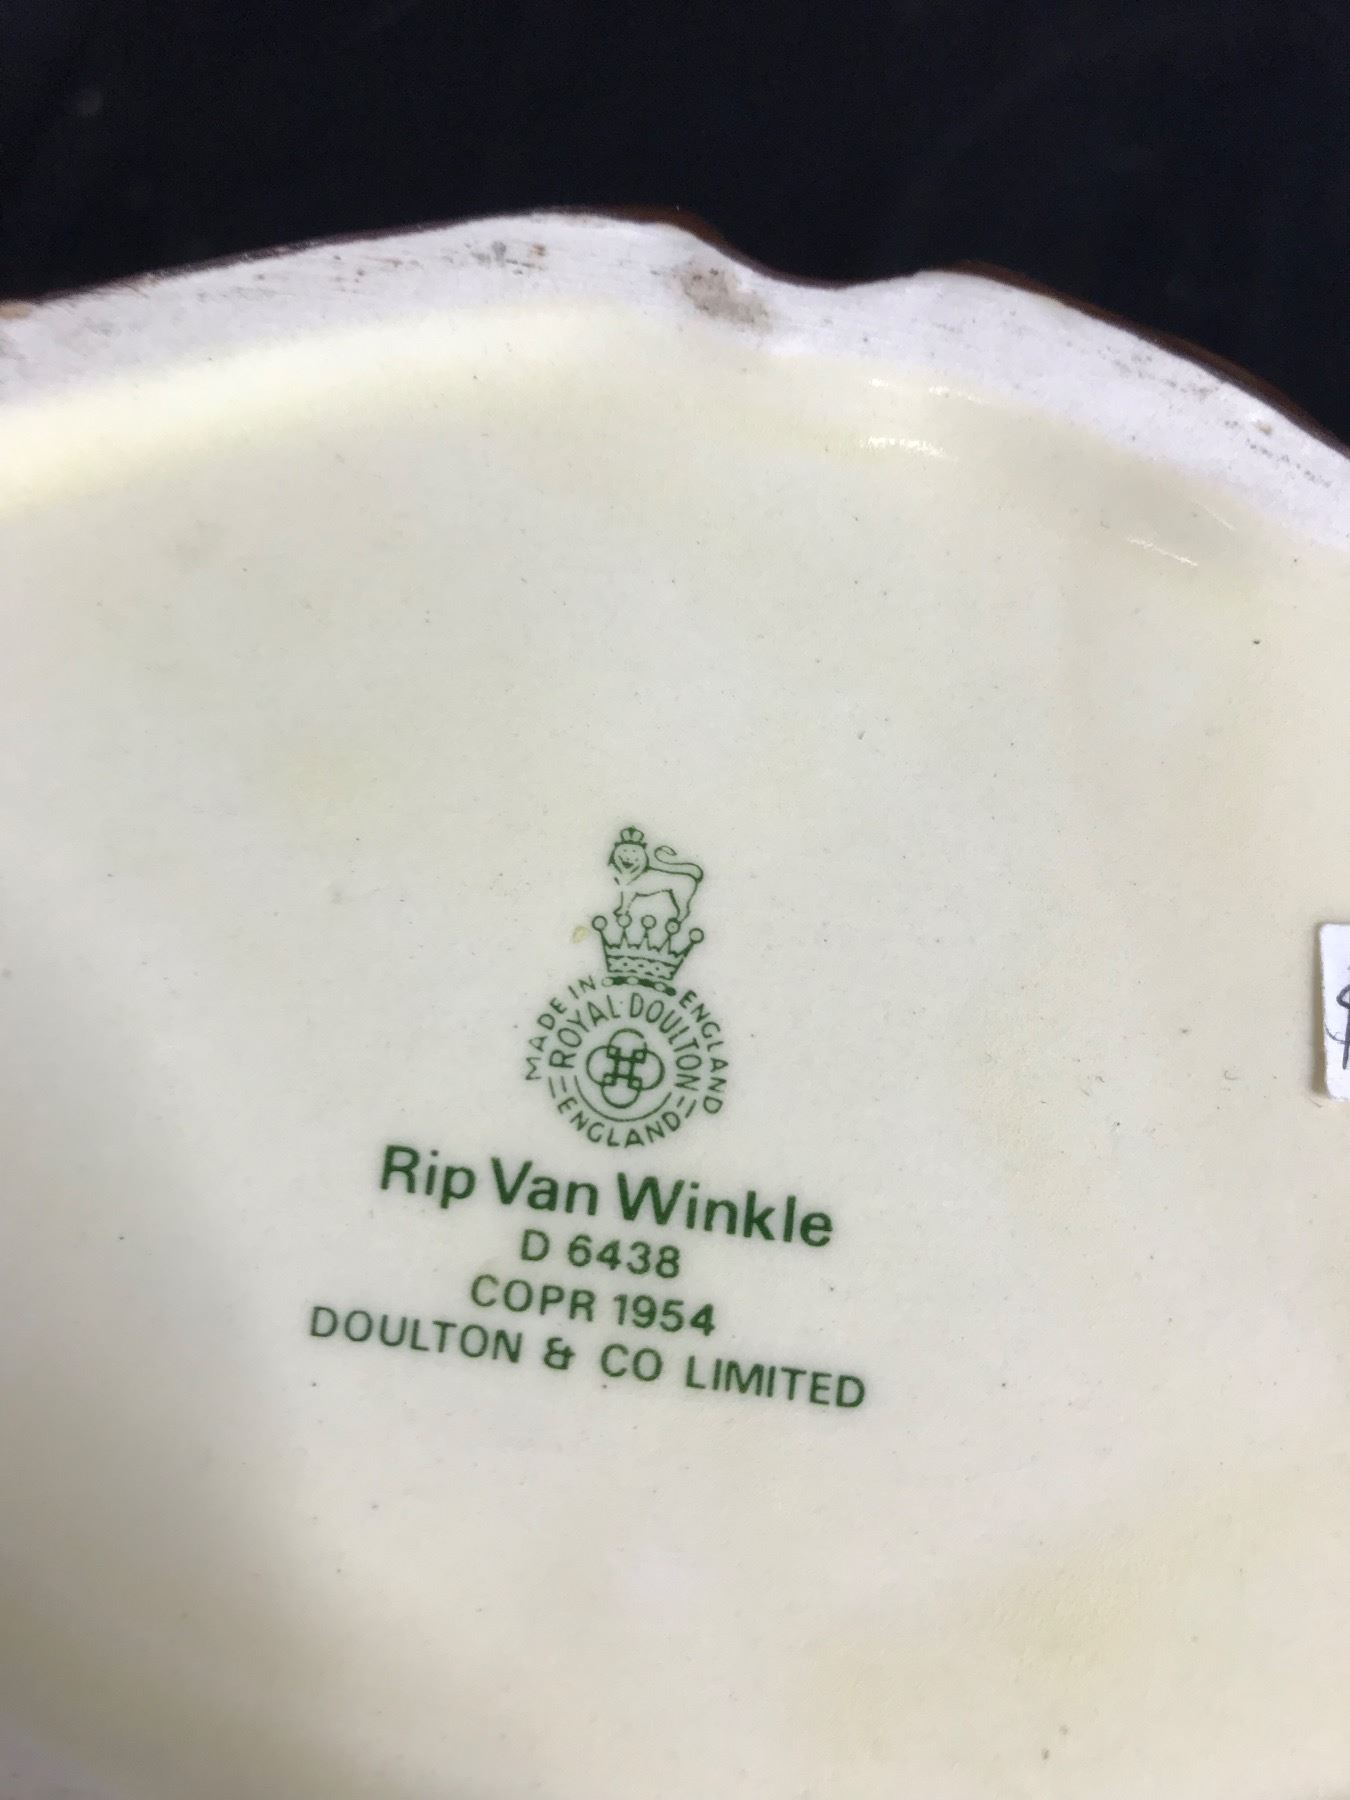 MADE IN ENGLAND
ROYAL DOULTON
ENGLAND
Rip Van Winkle
D 6438
COPR 1954
DOULTON & CO LIMITED